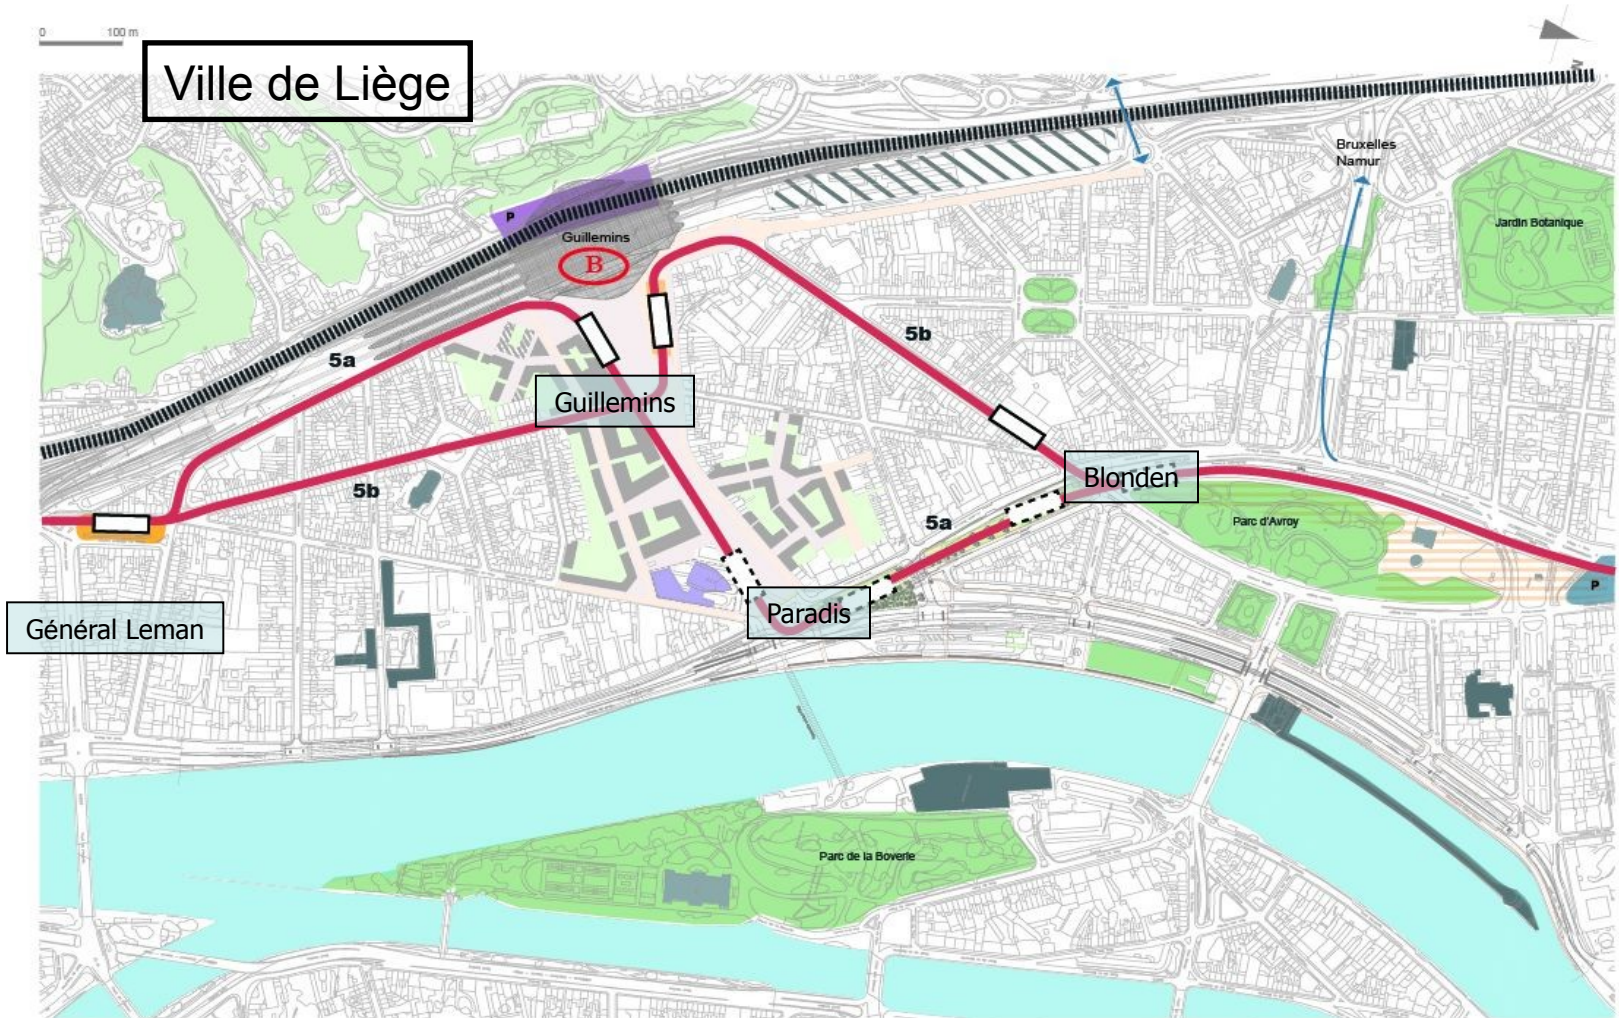 0 100 m
Ville de Liège
N
Bruxelles
Namur
P
Jardin Botanique
Guillemins
B
5a
5b
Guillemins
Blonden
5b
5a
Parc d'Avroy
P
Paradis
Général Leman
Parc de la Boverie